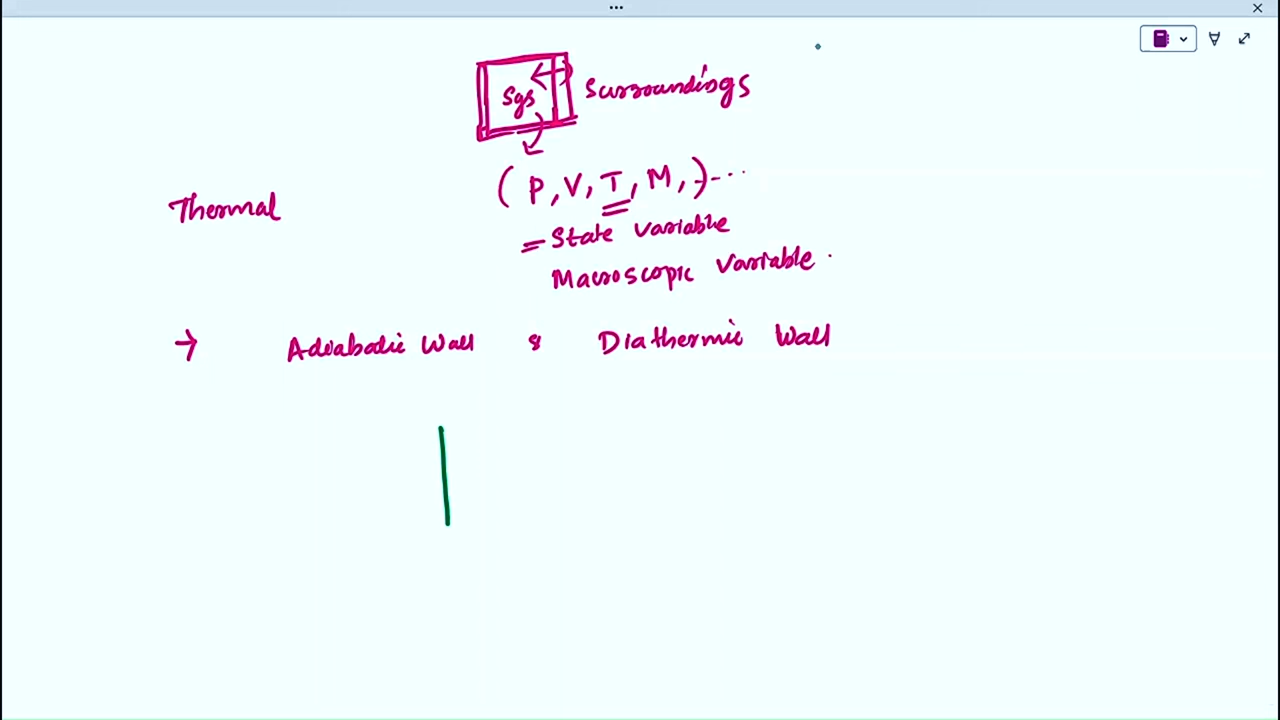 Sys Surroundings
( P, V, T, M, ) - ...
Thermal
= State Variable
Macroscopic Variable .
→ Adiabatic Wall & Diathermic Wall